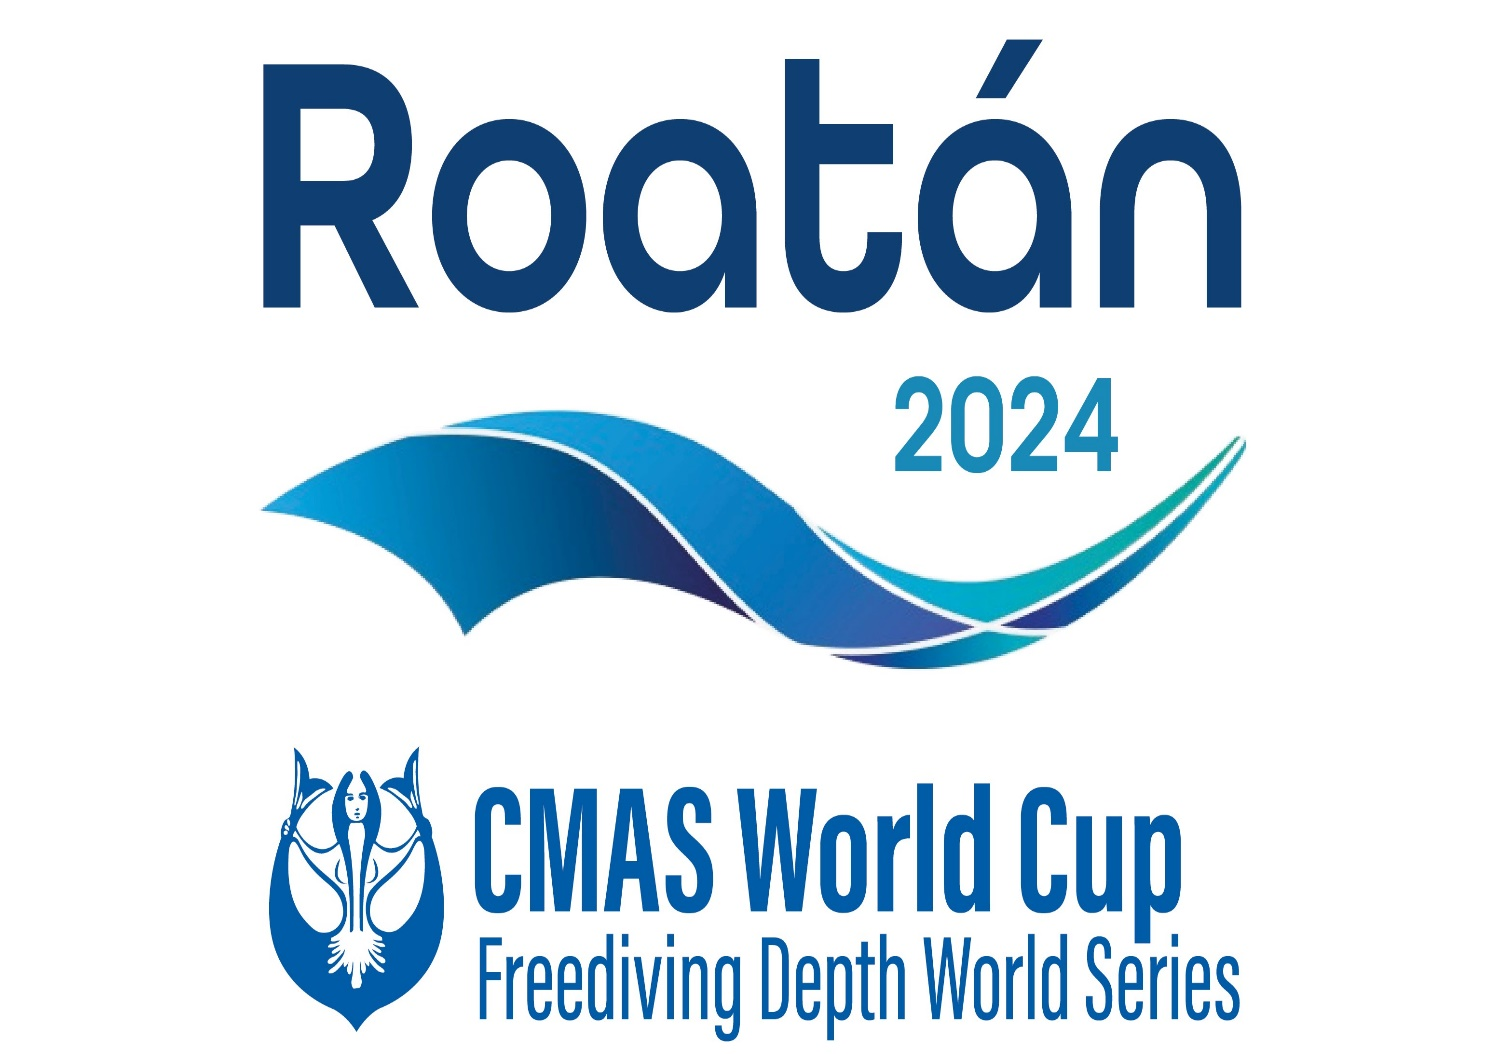 Roatán
2024
CMAS World Cup
Freediving Depth World Series